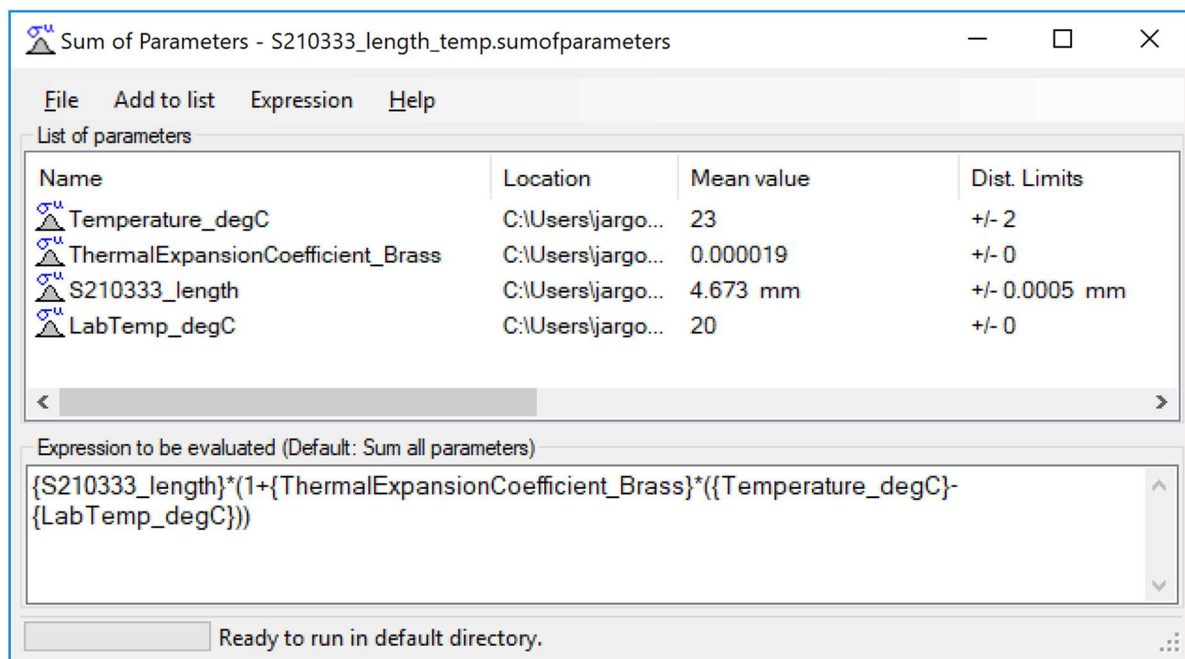 Sum of Parameters - S210333_length_temp.sumofparameters
File Add to list Expression Help
List of parameters
Name Location Mean value Dist. Limits
Temperature_degC C:\Users\jargo... 23 +/- 2
ThermalExpansionCoefficient_Brass C:\Users\jargo... 0.000019 +/- 0
S210333_length C:\Users\jargo... 4.673 mm +/- 0.0005 mm
LabTemp_degC C:\Users\jargo... 20 +/- 0
Expression to be evaluated (Default: Sum all parameters)
{S210333_length}*(1+{ThermalExpansionCoefficient_Brass}*({Temperature_degC}-
{LabTemp_degC}))
Ready to run in default directory.